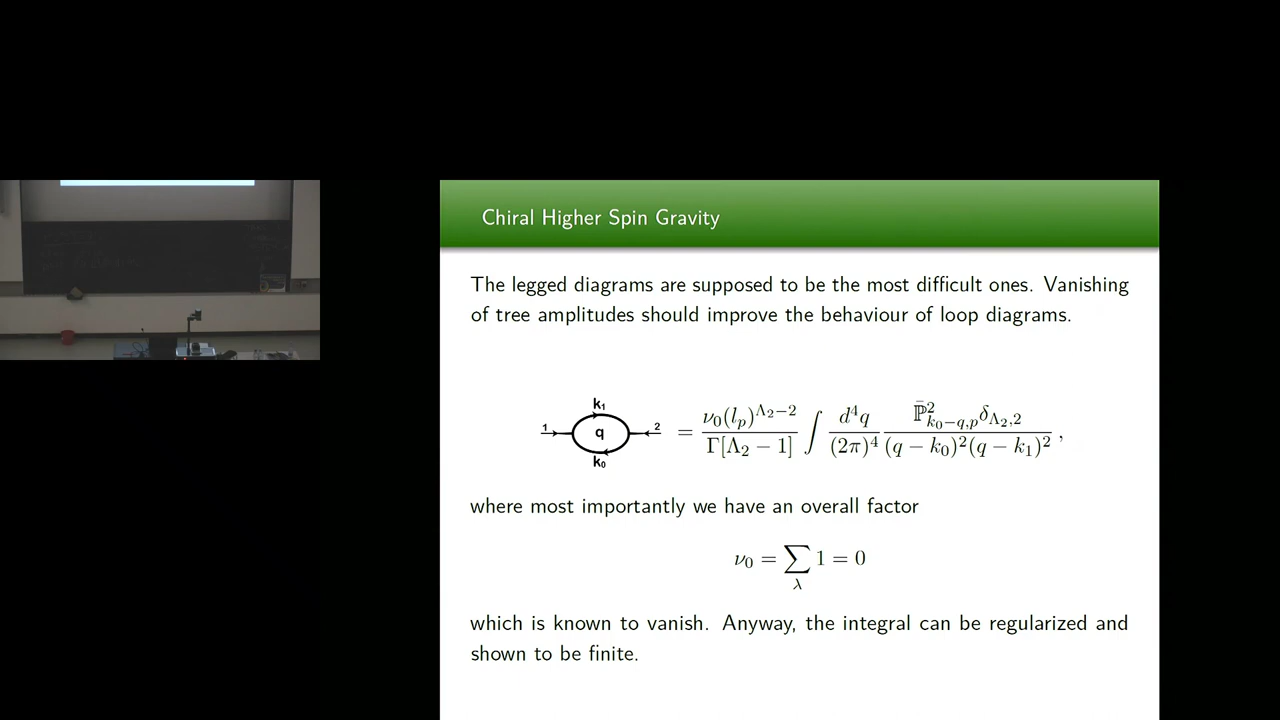 Chiral Higher Spin Gravity
The legged diagrams are supposed to be the most difficult ones. Vanishing
of tree amplitudes should improve the behaviour of loop diagrams.
k₁
1 q 2 = \frac{ν₀(l_p)^{Λ₂−2}}{Γ[Λ₂ − 1]} ∫ \frac{d⁴q}{(2π)⁴} \frac{\bar{ℙ}²_{k₀−q,p}δ_{Λ₂,2}}{(q − k₀)²(q − k₁)²} ,
k₀
where most importantly we have an overall factor
ν₀ = ∑_λ 1 = 0
which is known to vanish. Anyway, the integral can be regularized and
shown to be finite.